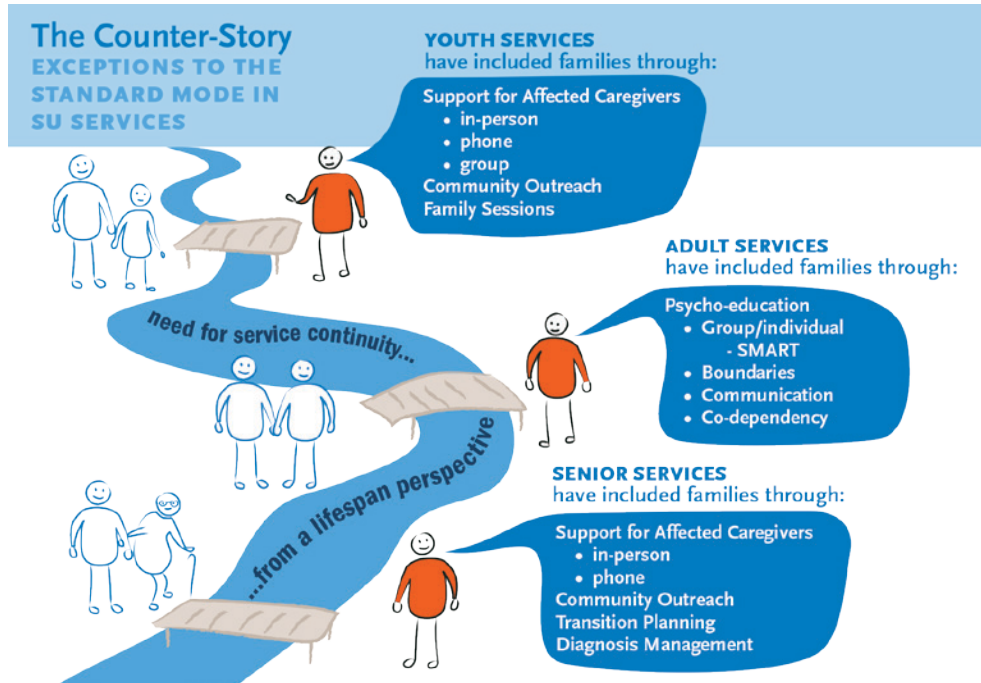 The Counter-Story
EXCEPTIONS TO THE
STANDARD MODE IN
SU SERVICES
YOUTH SERVICES
have included families through:
Support for Affected Caregivers
• in-person
• phone
• group
Community Outreach
Family Sessions
ADULT SERVICES
have included families through:
Psycho-education
• Group/individual
- SMART
• Boundaries
• Communication
• Co-dependency
need for service continuity...
...from a lifespan perspective
SENIOR SERVICES
have included families through:
Support for Affected Caregivers
• in-person
• phone
Community Outreach
Transition Planning
Diagnosis Management